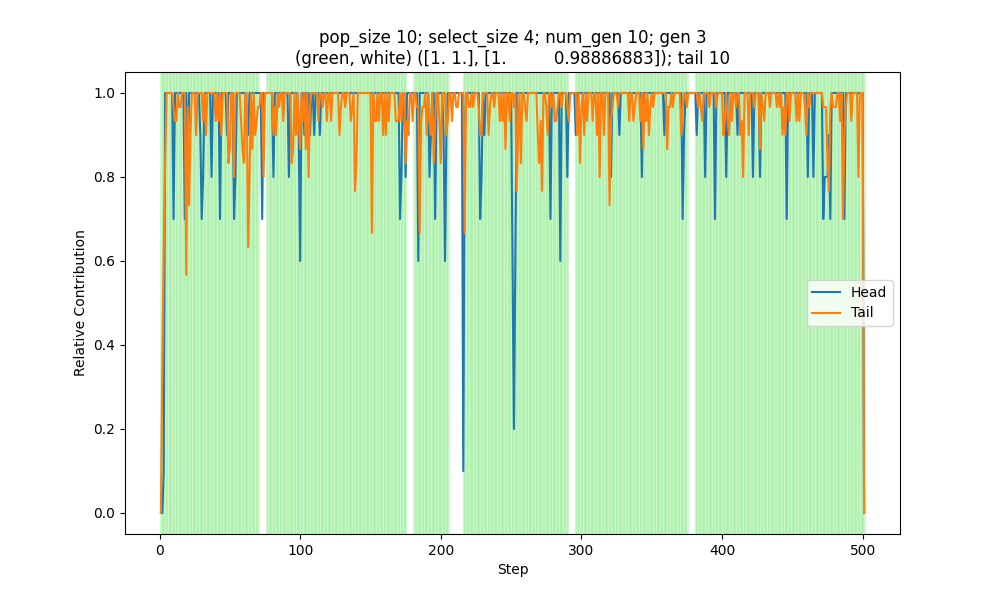 pop_size 10; select_size 4; num_gen 10; gen 3
(green, white) ([1. 1.], [1.         0.98886883]); tail 10
1.0
0.8
0.6
0.4
0.2
0.0
Relative Contribution
Head
Tail
0 100 200 300 400 500
Step